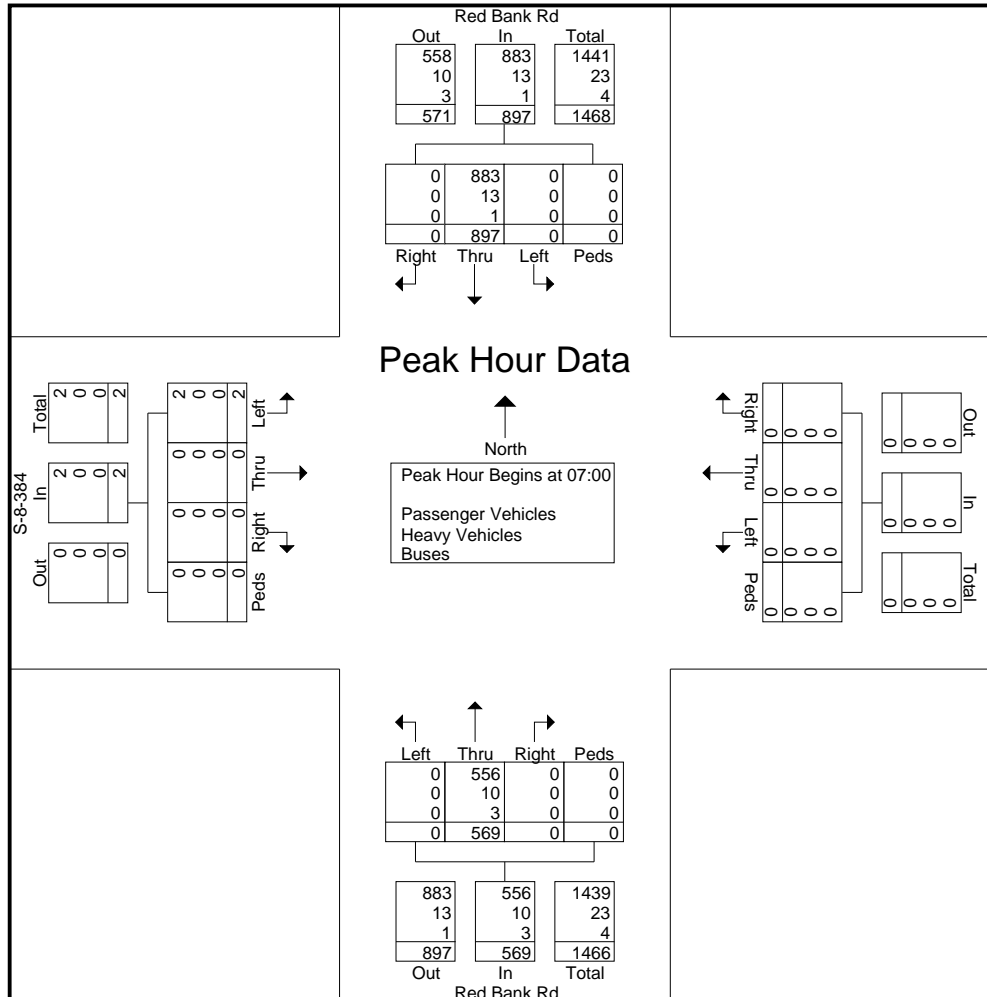 Red Bank Rd
Out In Total
558 883 1441
10 13 23
3 1 4
571 897 1468
0 883 0 0
0 13 0 0
0 1 0 0
0 897 0 0
Right Thru Left Peds
Peak Hour Data
North
Peak Hour Begins at 07:00
Passenger Vehicles
Heavy Vehicles
Buses
S-8-384
Out In Total
0 2 2
0 0 0
0 0 0
0 2 2
Peds Right Thru Left
0 0 0 2
0 0 0 0
0 0 0 0
0 0 0 2
Right Thru Left Peds
0 0 0 0
0 0 0 0
0 0 0 0
0 0 0 0
Out In Total
0 0 0
0 0 0
0 0 0
0 0 0
Left Thru Right Peds
0 556 0 0
0 10 0 0
0 3 0 0
0 569 0 0
883 556 1439
13 10 23
1 3 4
897 569 1466
Out In Total
Red Bank Rd